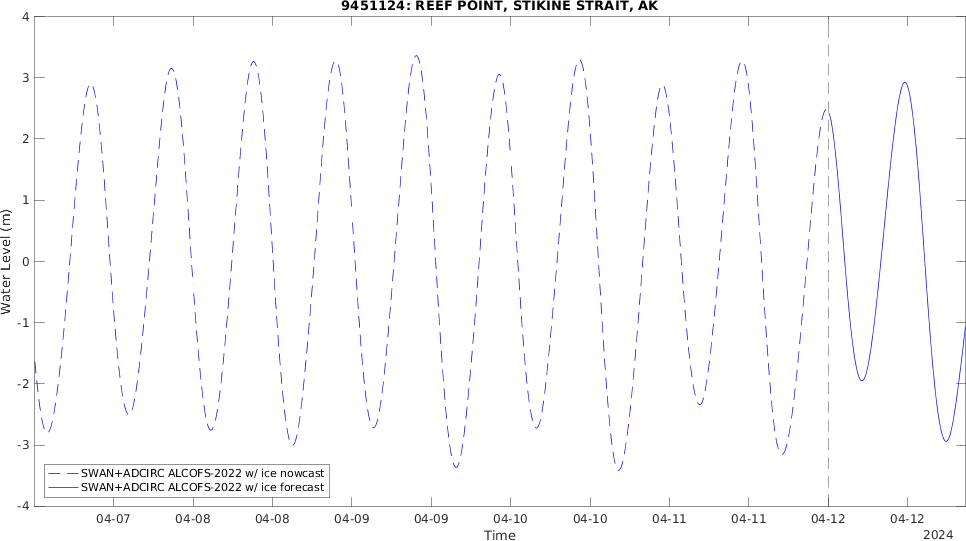 9451124: REEF POINT, STIKINE STRAIT, AK
4
3
2
1
0
-1
-2
-3
-4
Water Level (m)
SWAN+ADCIRC ALCOFS-2022 w/ ice nowcast
SWAN+ADCIRC ALCOFS-2022 w/ ice forecast
04-07 04-08 04-08 04-09 04-09 04-10 04-10 04-11 04-11 04-12 04-12
Time
2024